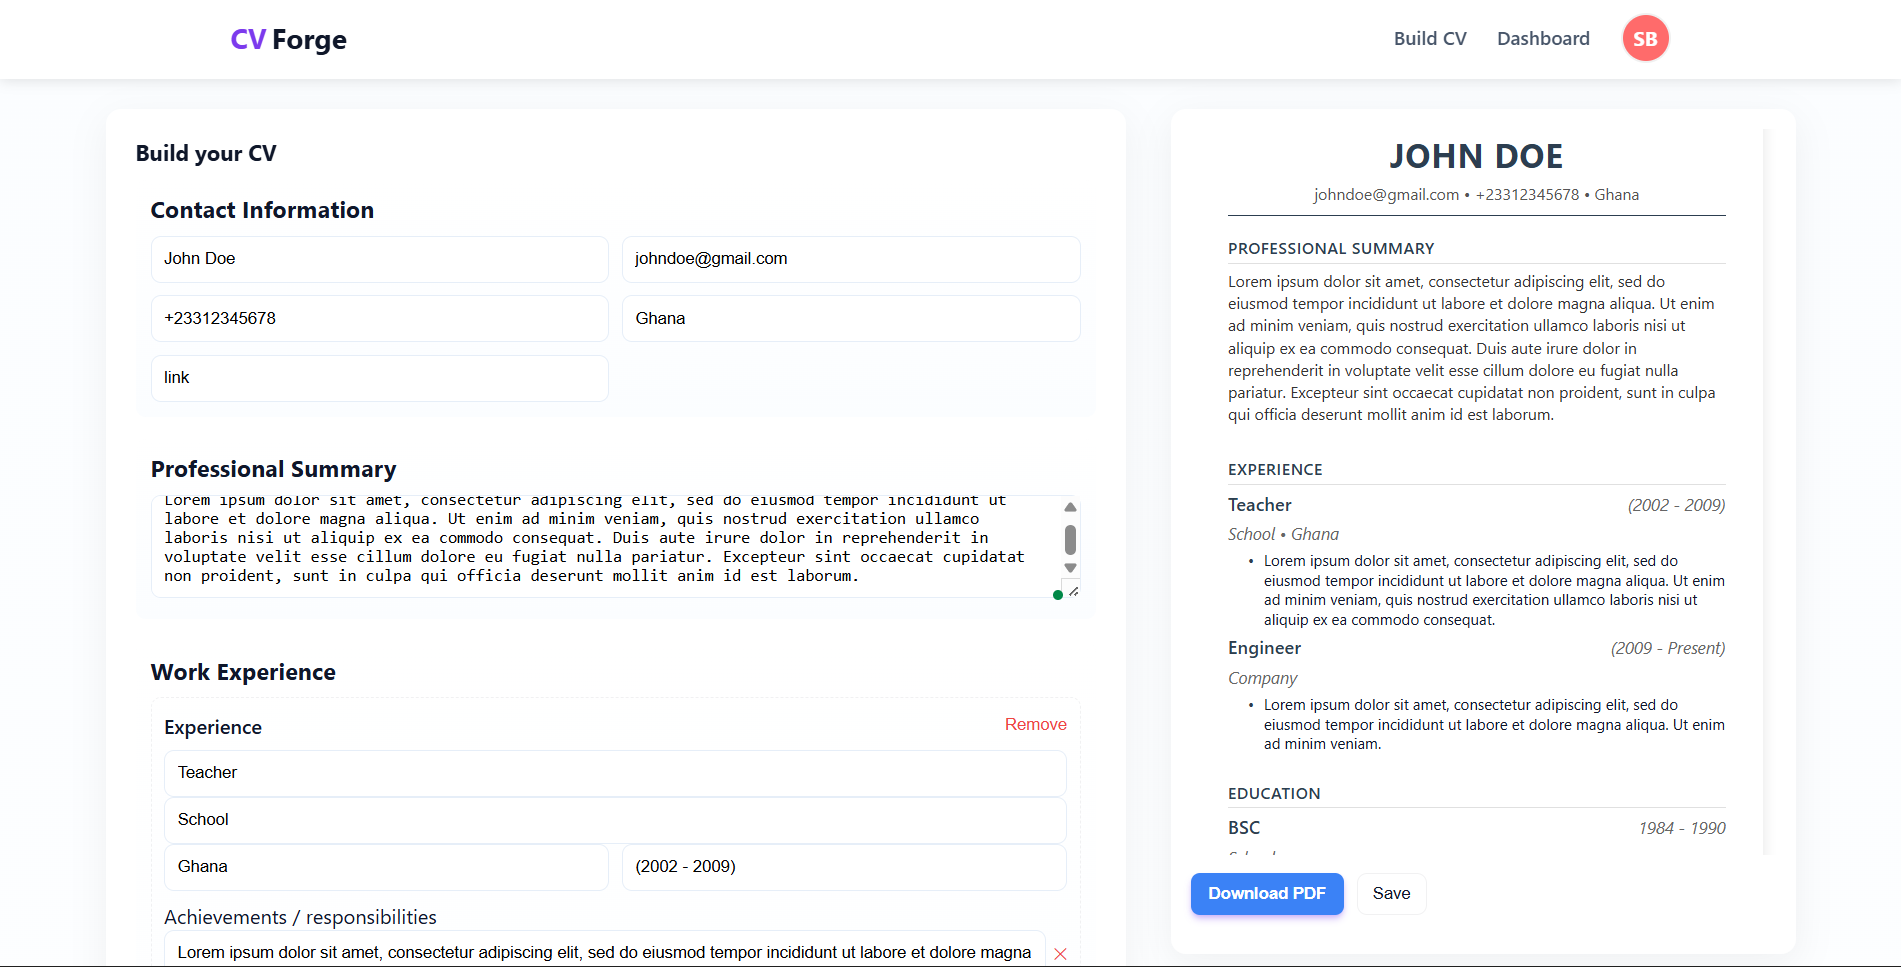 CV Forge
Build CV
Dashboard
SB
Build your CV
Contact Information
John Doe
johndoe@gmail.com
+23312345678
Ghana
link
Professional Summary
Lorem ipsum dolor sit amet, consectetur adipiscing elit, sed do eiusmod tempor incididunt ut
labore et dolore magna aliqua. Ut enim ad minim veniam, quis nostrud exercitation ullamco
laboris nisi ut aliquip ex ea commodo consequat. Duis aute irure dolor in reprehenderit in
voluptate velit esse cillum dolore eu fugiat nulla pariatur. Excepteur sint occaecat cupidatat
non proident, sunt in culpa qui officia deserunt mollit anim id est laborum.
Work Experience
Experience
Remove
Teacher
School
Ghana
(2002 - 2009)
Achievements / responsibilities
Lorem ipsum dolor sit amet, consectetur adipiscing elit, sed do eiusmod tempor incididunt ut labore et dolore magna
JOHN DOE
johndoe@gmail.com • +23312345678 • Ghana
PROFESSIONAL SUMMARY
Lorem ipsum dolor sit amet, consectetur adipiscing elit, sed do
eiusmod tempor incididunt ut labore et dolore magna aliqua. Ut enim
ad minim veniam, quis nostrud exercitation ullamco laboris nisi ut
aliquip ex ea commodo consequat. Duis aute irure dolor in
reprehenderit in voluptate velit esse cillum dolore eu fugiat nulla
pariatur. Excepteur sint occaecat cupidatat non proident, sunt in culpa
qui officia deserunt mollit anim id est laborum.
EXPERIENCE
Teacher
(2002 - 2009)
School • Ghana
• Lorem ipsum dolor sit amet, consectetur adipiscing elit, sed do
eiusmod tempor incididunt ut labore et dolore magna aliqua. Ut enim
ad minim veniam, quis nostrud exercitation ullamco laboris nisi ut
aliquip ex ea commodo consequat.
Engineer
(2009 - Present)
Company
• Lorem ipsum dolor sit amet, consectetur adipiscing elit, sed do
eiusmod tempor incididunt ut labore et dolore magna aliqua. Ut enim
ad minim veniam.
EDUCATION
BSC
1984 - 1990
Download PDF
Save